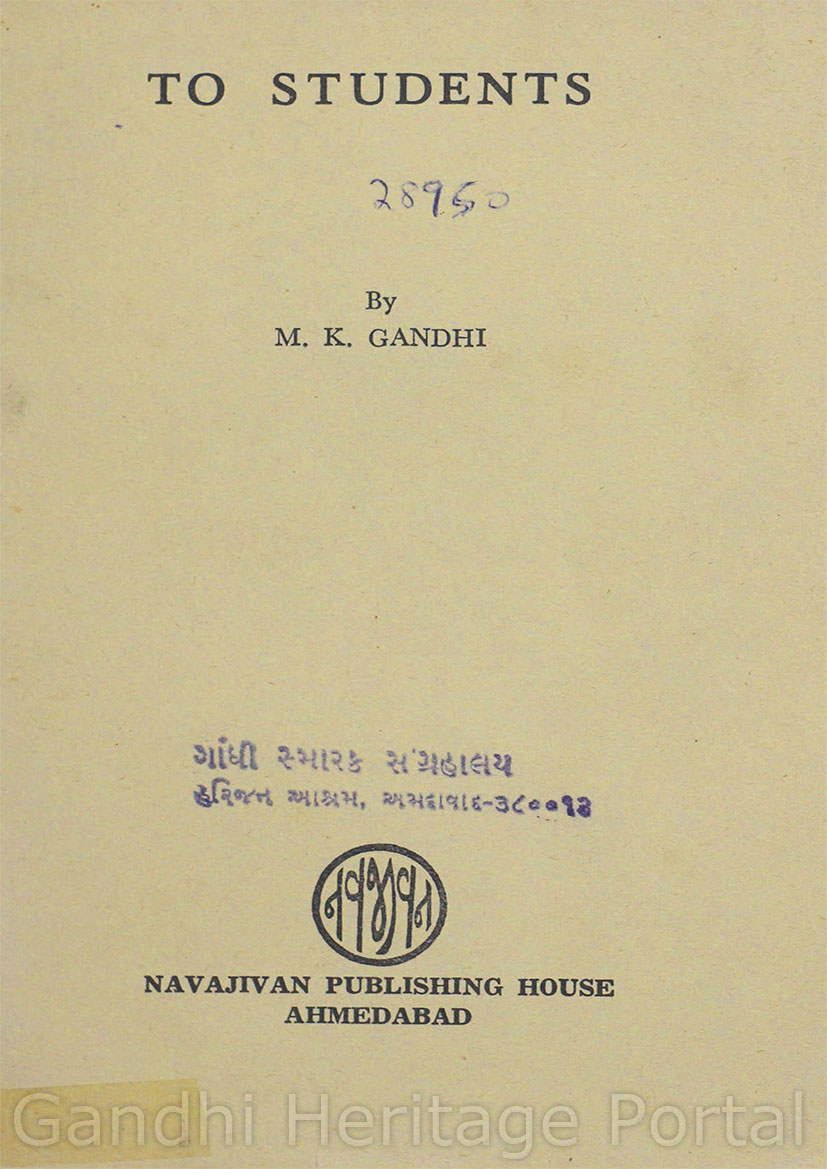 TO STUDENTS
28960
By
M. K. GANDHI
ગાંધી સ્મારક સંગ્રહાલય
હરિજન આશ્રમ, અમદાવાદ-૩૮૦૦૧૩
નવજીવન
NAVAJIVAN PUBLISHING HOUSE
AHMEDABAD
Gandhi Heritage Portal